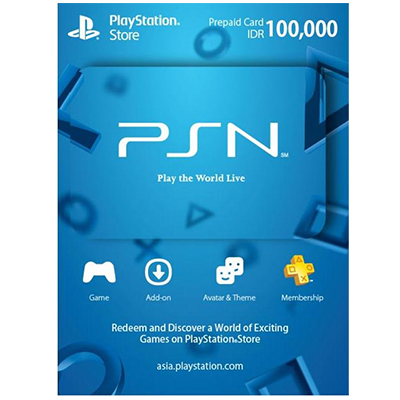 PlayStation®
Store
Prepaid Card
IDR 100,000
PSN SM
Play the World Live
Game
Add-on
Avatar & Theme
Membership
Redeem and Discover a World of Exciting
Games on PlayStation®Store
asia.playstation.com